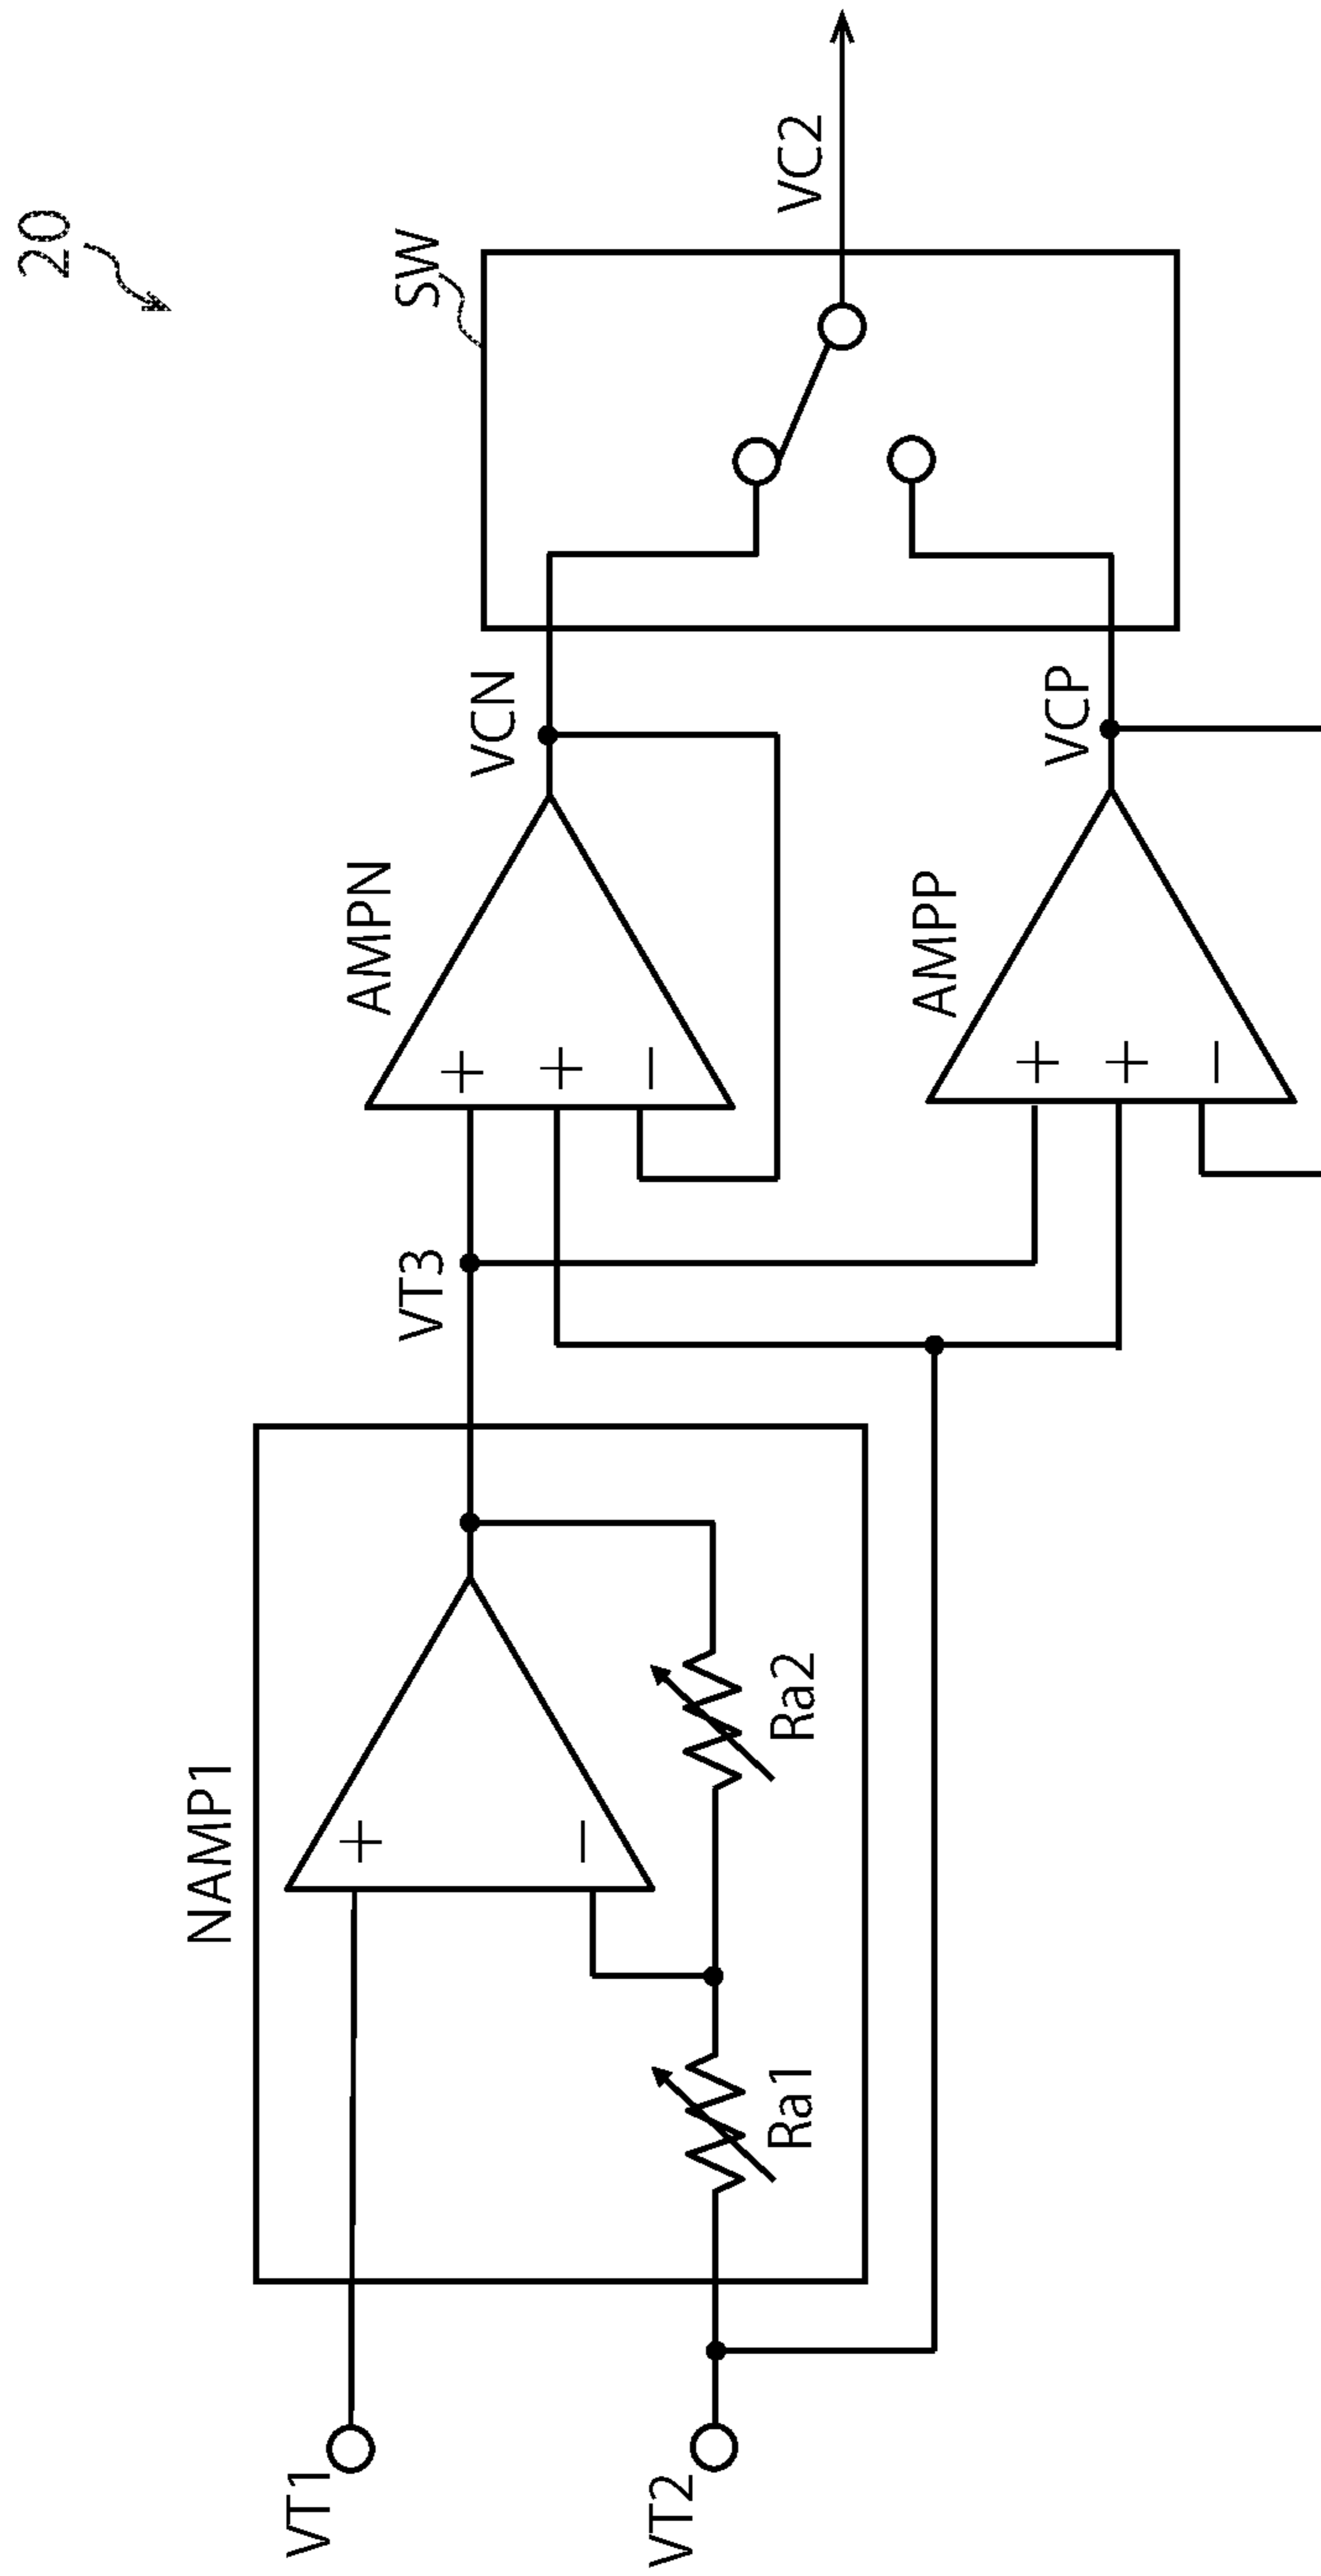 20
SW
VC2
VCN
VCP
AMPN
+
+
−
AMPP
+
+
−
VT3
NAMP1
+
−
Ra2
Ra1
VT1
VT2